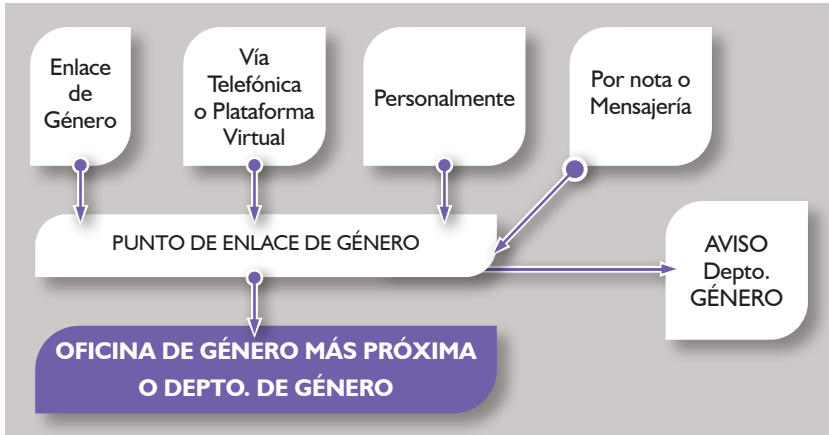 Enlace
de
Género
Vía
Telefónica
o Plataforma
Virtual
Personalmente
Por nota o
Mensajería
PUNTO DE ENLACE DE GÉNERO
AVISO
Depto.
GÉNERO
OFICINA DE GÉNERO MÁS PRÓXIMA
O DEPTO. DE GÉNERO